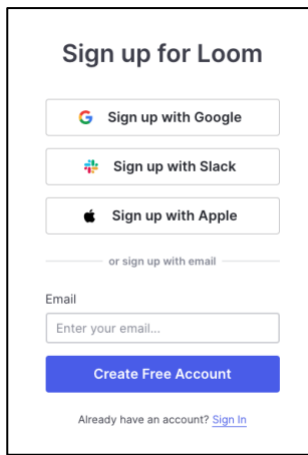 Sign up for Loom
Sign up with Google
Sign up with Slack
Sign up with Apple
or sign up with email
Email
Enter your email...
Create Free Account
Already have an account? Sign In